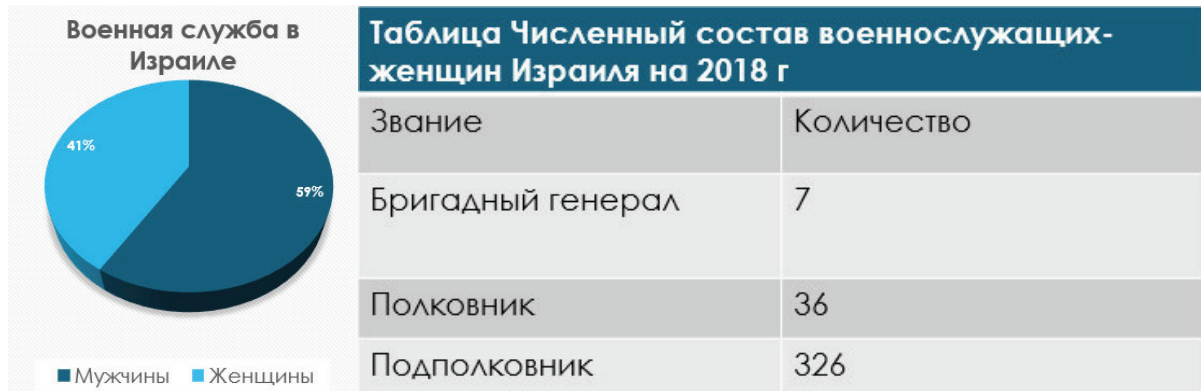 Военная служба в
Израиле
41%
59%
Мужчины Женщины
Таблица Численный состав военнослужащих-
женщин Израиля на 2018 г
Звание Количество
Бригадный генерал 7
Полковник 36
Подполковник 326